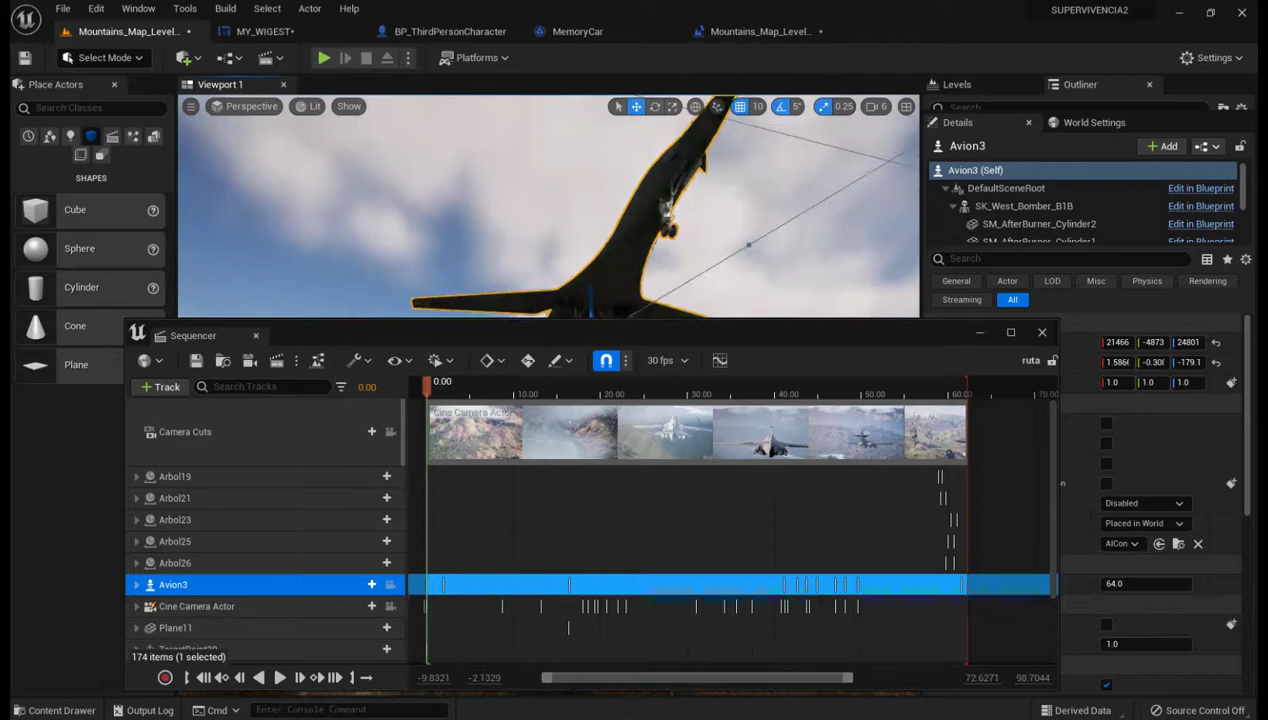 File Edit Window Tools Build Select Actor Help
SUPERVIVENCIA2
Mountains_Map_Level...
MY_WIGEST*
BP_ThirdPersonCharacter
MemoryCar
Mountains_Map_Level...
Select Mode
Platforms
Settings
Place Actors
Viewport 1
Levels
Outliner
Search Classes
Perspective
Lit
Show
10
5°
0.25
6
Search
Details
World Settings
Avion3
Add
SHAPES
Avion3 (Self)
DefaultSceneRoot
Edit in Blueprint
SK_West_Bomber_B1B
Edit in Blueprint
SM_AfterBurner_Cylinder2
Edit in Blueprint
SM_AfterBurner_Cylinder1
Edit in Blueprint
Search
General
Actor
LOD
Misc
Physics
Rendering
Streaming
All
Cube
Sphere
Cylinder
Cone
Plane
Sequencer
21466 -4873 24801
1.586 -0.30 -179.1
1.0 1.0 1.0
30 fps
ruta
Track
Search Tracks
0.00
0.00
10.00 20.00 30.00 40.00 50.00 60.00 70.00
Camera Cuts
Cine Camera Actor
Arbol19
Arbol21
Arbol23
Arbol25
Arbol26
Avion3
Cine Camera Actor
Plane11
Disabled
Placed in World
AICon
64.0
1.0
174 items (1 selected)
-9.8321
-2.1329
72.6271
98.7044
Content Drawer
Output Log
Cmd
Enter Console Command
Derived Data
Source Control Off